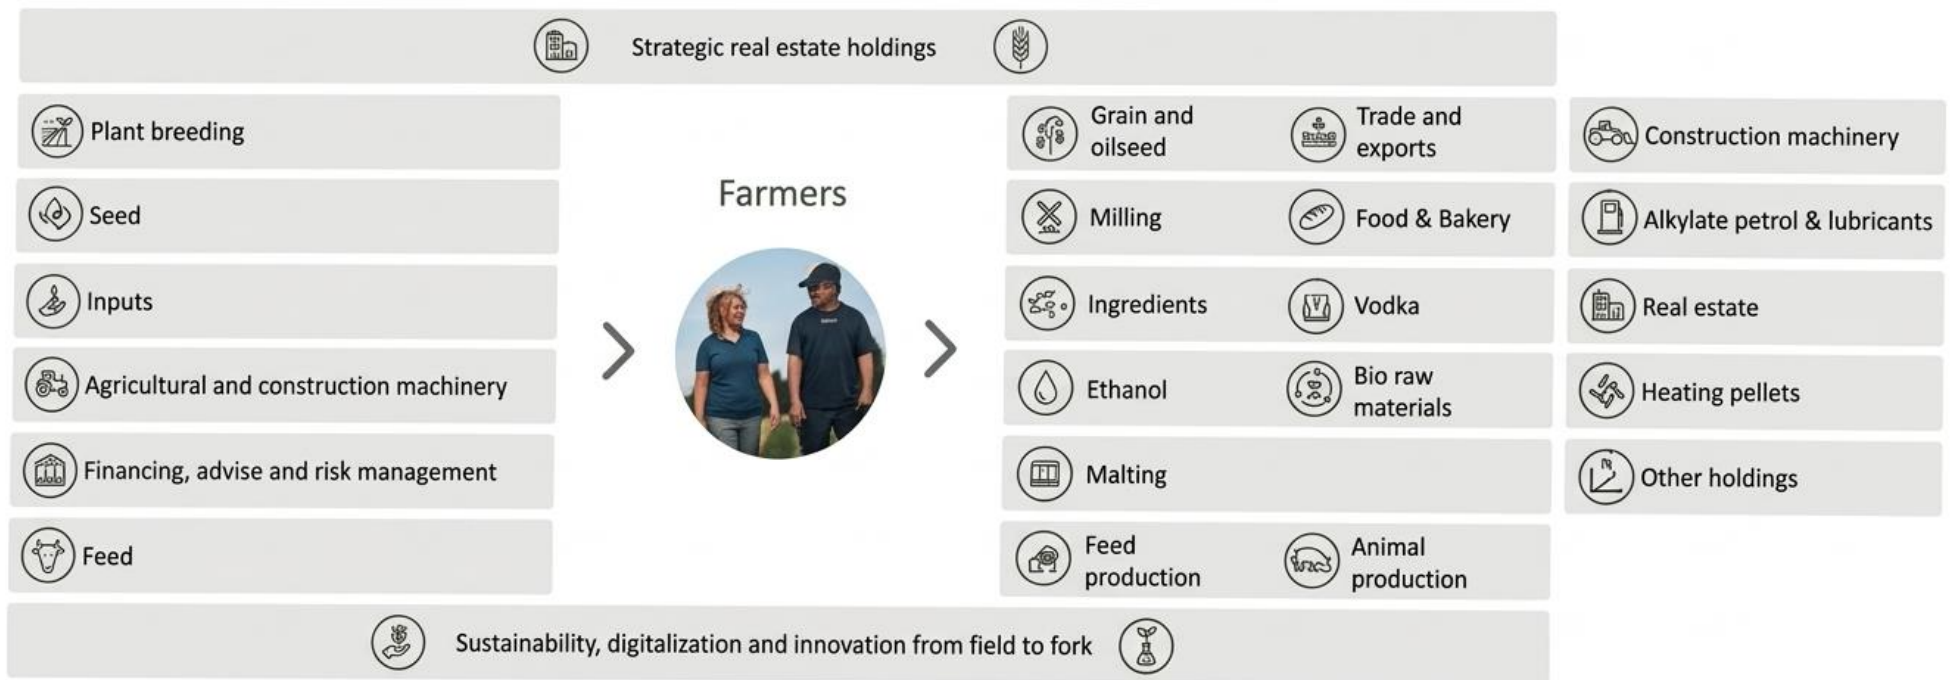 Strategic real estate holdings
Plant breeding
Seed
Inputs
Agricultural and construction machinery
Financing, advise and risk management
Feed
Farmers
Grain and
oilseed
Trade and
exports
Milling
Food & Bakery
Ingredients
Vodka
Ethanol
Bio raw
materials
Malting
Feed
production
Animal
production
Construction machinery
Alkylate petrol & lubricants
Real estate
Heating pellets
Other holdings
Sustainability, digitalization and innovation from field to fork